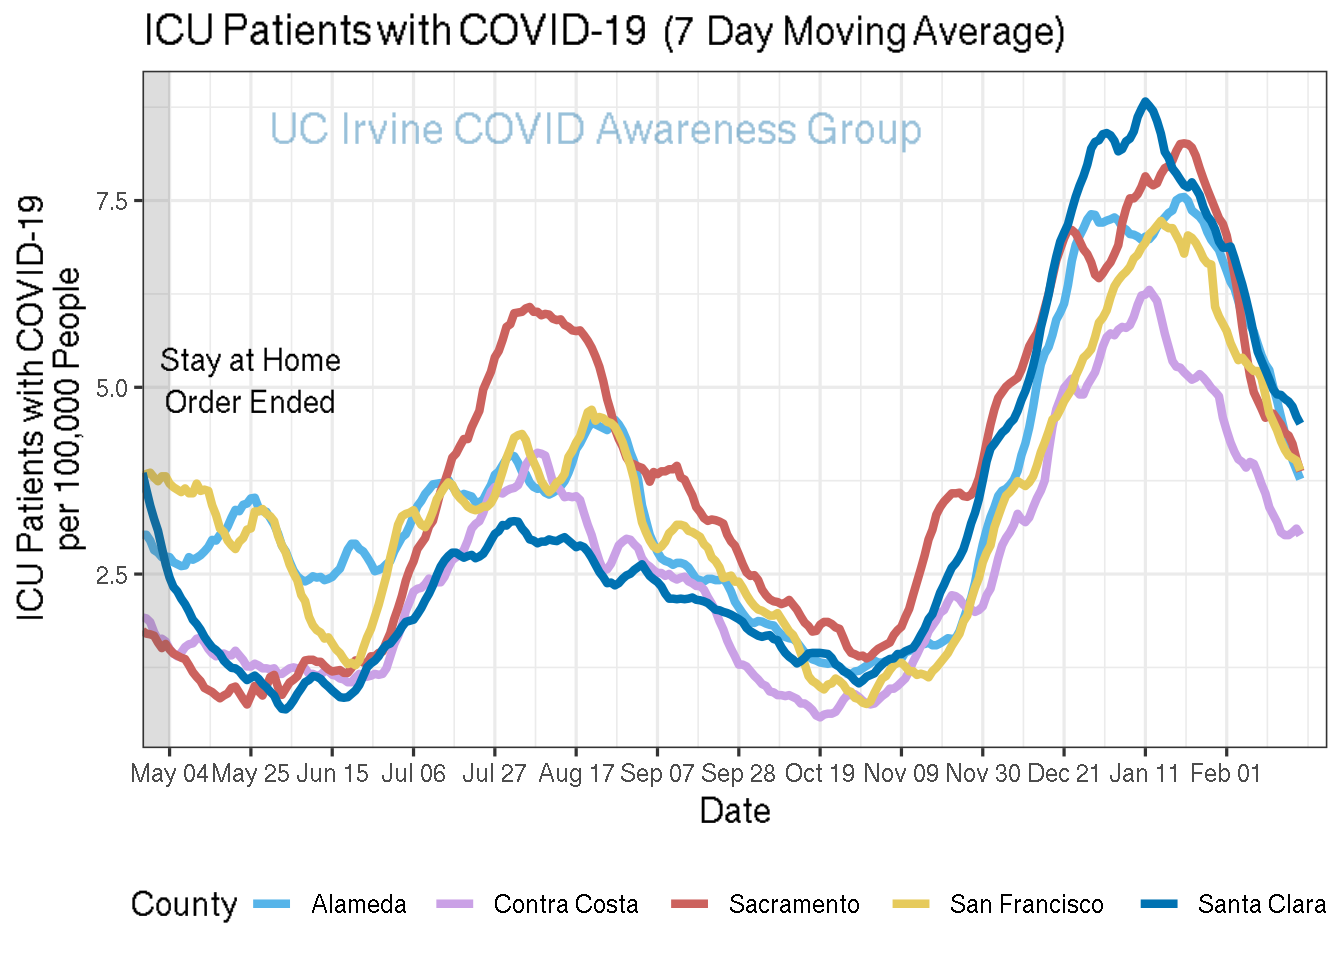 ICU Patients with COVID-19 (7 Day Moving Average)
UC Irvine COVID Awareness Group
ICU Patients with COVID-19
per 100,000 People
7.5
5.0
2.5
Stay at Home
Order Ended
May 04 May 25 Jun 15 Jul 06 Jul 27 Aug 17 Sep 07 Sep 28 Oct 19 Nov 09 Nov 30 Dec 21 Jan 11 Feb 01
Date
County Alameda Contra Costa Sacramento San Francisco Santa Clara